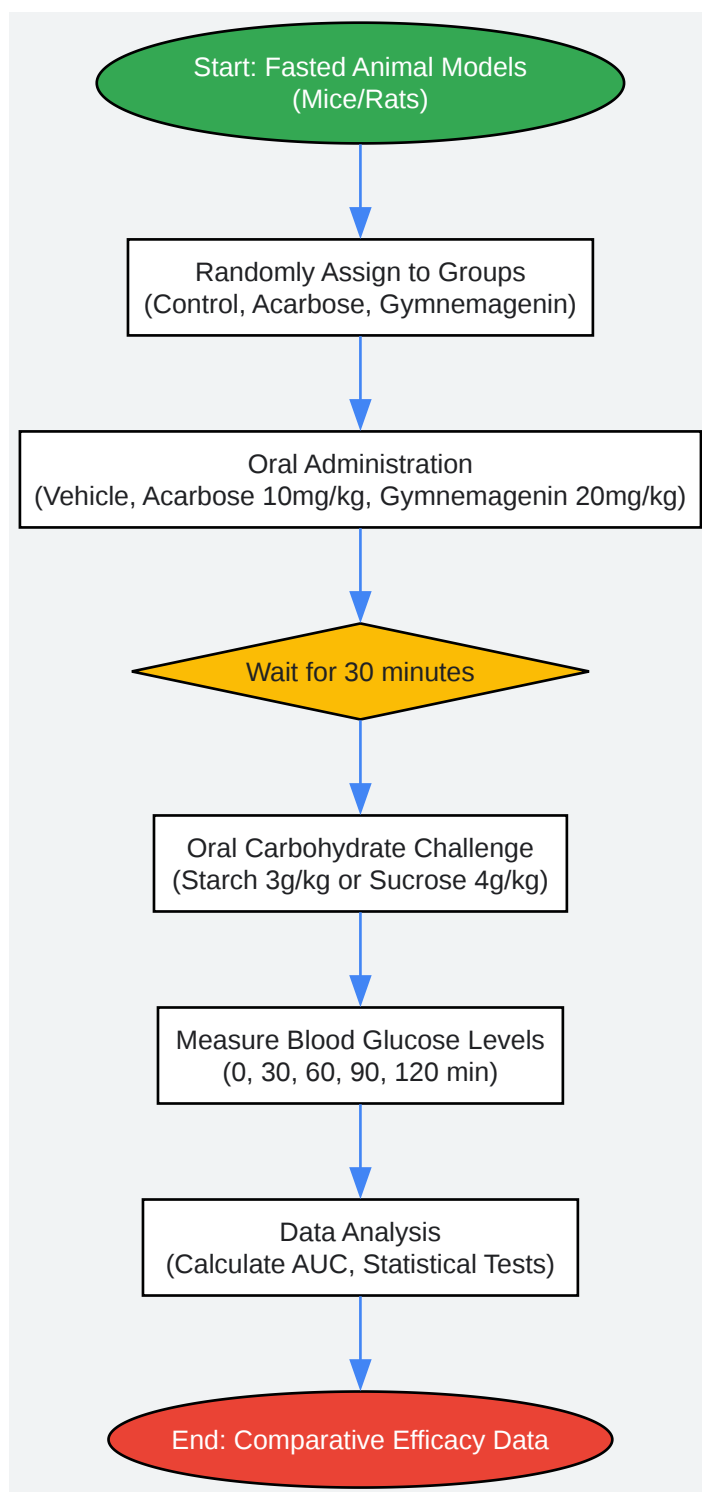 Start: Fasted Animal Models
(Mice/Rats)
Randomly Assign to Groups
(Control, Acarbose, Gymnemagenin)
Oral Administration
(Vehicle, Acarbose 10mg/kg, Gymnemagenin 20mg/kg)
Wait for 30 minutes
Oral Carbohydrate Challenge
(Starch 3g/kg or Sucrose 4g/kg)
Measure Blood Glucose Levels
(0, 30, 60, 90, 120 min)
Data Analysis
(Calculate AUC, Statistical Tests)
End: Comparative Efficacy Data